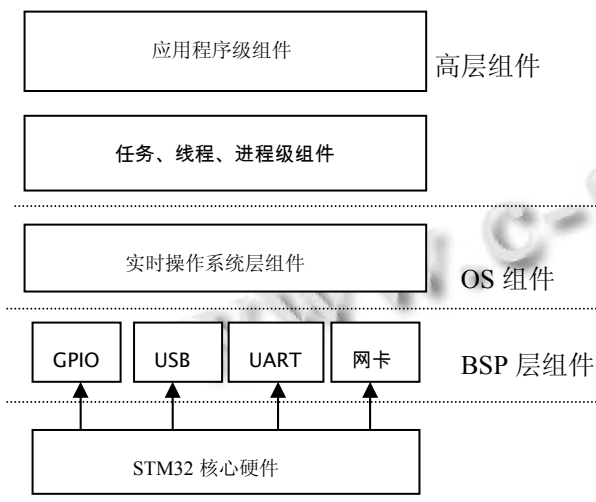 应用程序级组件
高层组件
任务、线程、进程级组件
实时操作系统层组件
OS 组件
GPIO
USB
UART
网卡
BSP 层组件
STM32 核心硬件